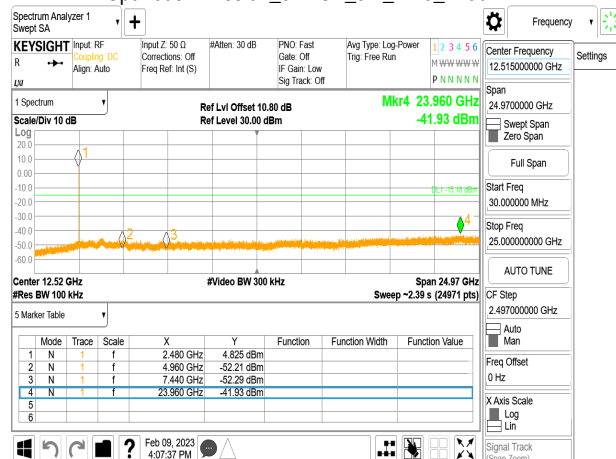 Spectrum Analyzer 1
Swept SA
+
Frequency
KEYSIGHT
R
LXI
Input: RF
Coupling: DC
Align: Auto
Input Z: 50 Ω
Corrections: Off
Freq Ref: Int (S)
#Atten: 30 dB
PNO: Fast
Gate: Off
IF Gain: Low
Sig Track: Off
Avg Type: Log-Power
Trig: Free Run
1 2 3 4 5 6
M W W W W W
P N N N N N
Center Frequency
12.515000000 GHz
Settings
Span
24.9700000 GHz
Swept Span
Zero Span
Full Span
Start Freq
30.000000 MHz
Stop Freq
25.000000000 GHz
AUTO TUNE
CF Step
2.497000000 GHz
Auto
Man
Freq Offset
0 Hz
X Axis Scale
Log
Lin
Signal Track
(Span Zoom)
1 Spectrum
Scale/Div 10 dB
Ref Lvl Offset 10.80 dB
Ref Level 30.00 dBm
Mkr4 23.960 GHz
-41.93 dBm
Log
20.0
10.0
0.00
-10.0
-20.0
-30.0
-40.0
-50.0
-60.0
1
2
3
4
DL1 -15.18 dBm
Center 12.52 GHz
#Res BW 100 kHz
#Video BW 300 kHz
Span 24.97 GHz
Sweep ~2.39 s (24971 pts)
5 Marker Table
Mode Trace Scale X Y Function Function Width Function Value
1 N 1 f 2.480 GHz 4.825 dBm
2 N 1 f 4.960 GHz -52.21 dBm
3 N 1 f 7.440 GHz -52.29 dBm
4 N 1 f 23.960 GHz -41.93 dBm
5
6
?
Feb 09, 2023
4:07:37 PM